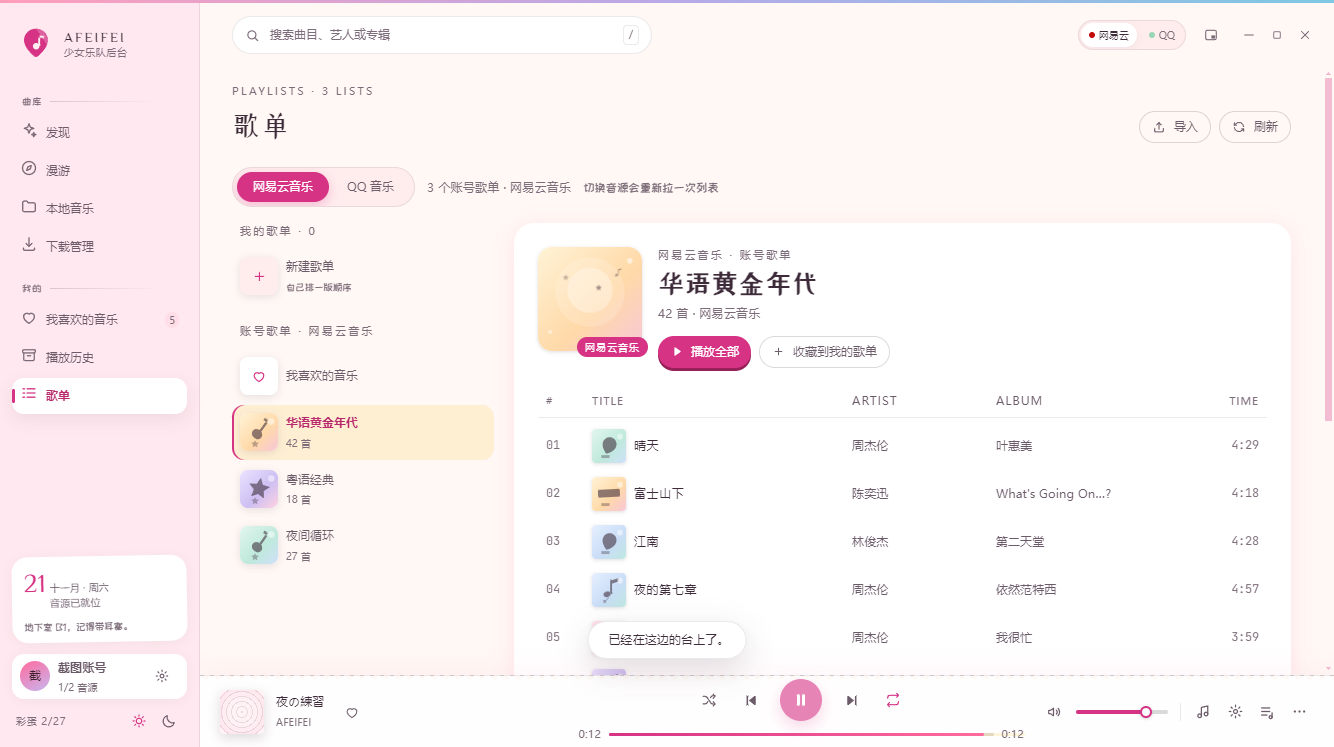 AFEIFEI
少女乐队后台
曲库
发现
漫游
本地音乐
下载管理
我的
我喜欢的音乐 5
播放历史
歌单
21 十一月 · 周六
音源已就位
地下室 B1，记得带耳塞。
截 截图账号
1/2 音源
彩蛋 2/27
搜索曲目、艺人或专辑 /
网易云 QQ
PLAYLISTS · 3 LISTS
歌单
导入 刷新
网易云音乐 QQ 音乐 3 个账号歌单 · 网易云音乐 切换音源会重新拉一次列表
我的歌单 · 0
新建歌单
自己排一版顺序
账号歌单 · 网易云音乐
我喜欢的音乐
华语黄金年代
42 首
粤语经典
18 首
夜间循环
27 首
网易云音乐 · 账号歌单
华语黄金年代
42 首 · 网易云音乐
网易云音乐
播放全部 收藏到我的歌单
# TITLE ARTIST ALBUM TIME
01 晴天 周杰伦 叶惠美 4:29
02 富士山下 陈奕迅 What's Going On...? 4:18
03 江南 林俊杰 第二天堂 4:28
04 夜的第七章 周杰伦 依然范特西 4:57
05 周杰伦 我很忙 3:59
已经在这边的台上了。
夜の練習
AFEIFEI
0:12 0:12